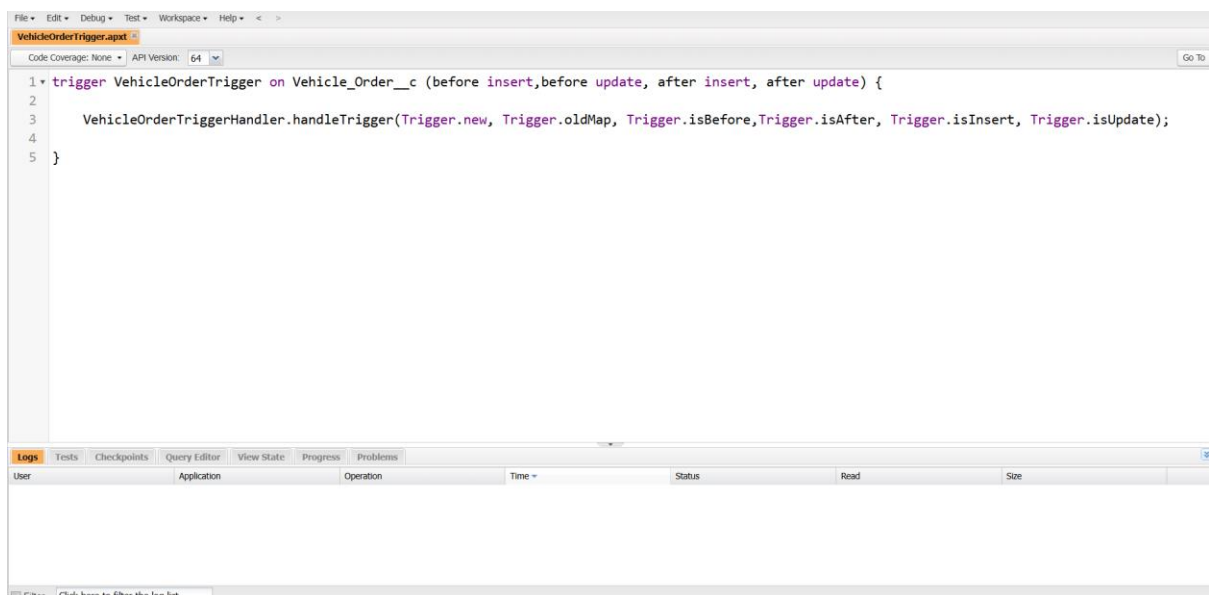 File Edit Debug Test Workspace Help < >
VehicleOrderTrigger.apxt
Code Coverage: None API Version: 64 Go To
1 trigger VehicleOrderTrigger on Vehicle_Order__c (before insert,before update, after insert, after update) {
2
3 VehicleOrderTriggerHandler.handleTrigger(Trigger.new, Trigger.oldMap, Trigger.isBefore,Trigger.isAfter, Trigger.isInsert, Trigger.isUpdate);
4
5 }
Logs Tests Checkpoints Query Editor View State Progress Problems
User Application Operation Time Status Read Size
Filter Click here to filter the log list